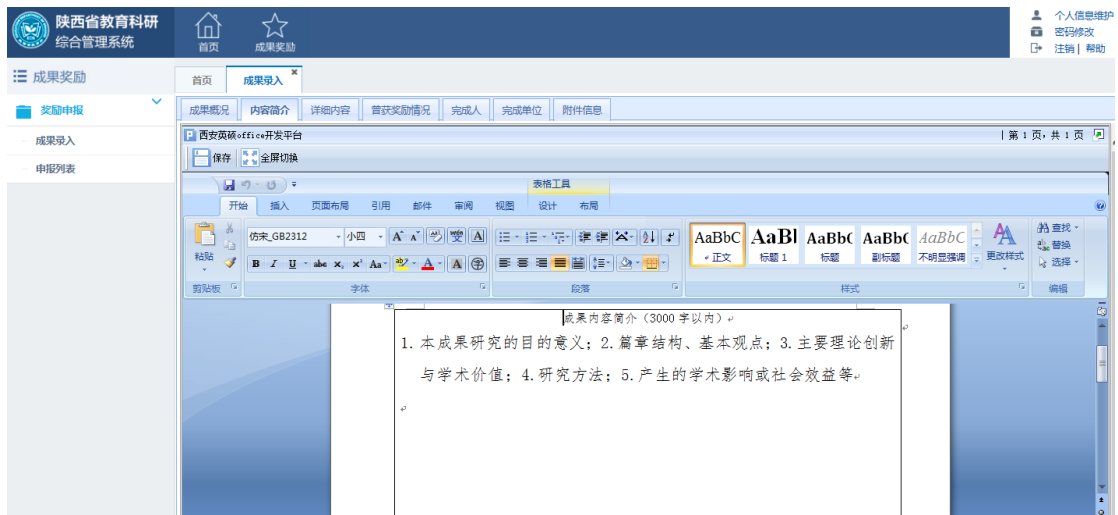 陕西省教育科研
综合管理系统
首页
成果奖励
个人信息维护
密码修改
注销 | 帮助
成果奖励
首页
成果录入
奖励申报
成果录入
申报列表
成果概况 内容简介 详细内容 曾获奖励情况 完成人 完成单位 附件信息
西安英硕office开发平台
| 第 1 页，共 1 页
保存 全屏切换
表格工具
开始 插入 页面布局 引用 邮件 审阅 视图 设计 布局
粘贴
仿宋_GB2312 小四
AaBbC AaBl AaBb( AaBb( AaBbC
正文 标题 1 标题 副标题 不明显强调
更改样式
查找
替换
选择
剪贴板 字体 段落 样式 编辑
成果内容简介（3000 字以内）
1. 本成果研究的目的意义；2. 篇章结构、基本观点；3. 主要理论创新
与学术价值；4. 研究方法；5. 产生的学术影响或社会效益等